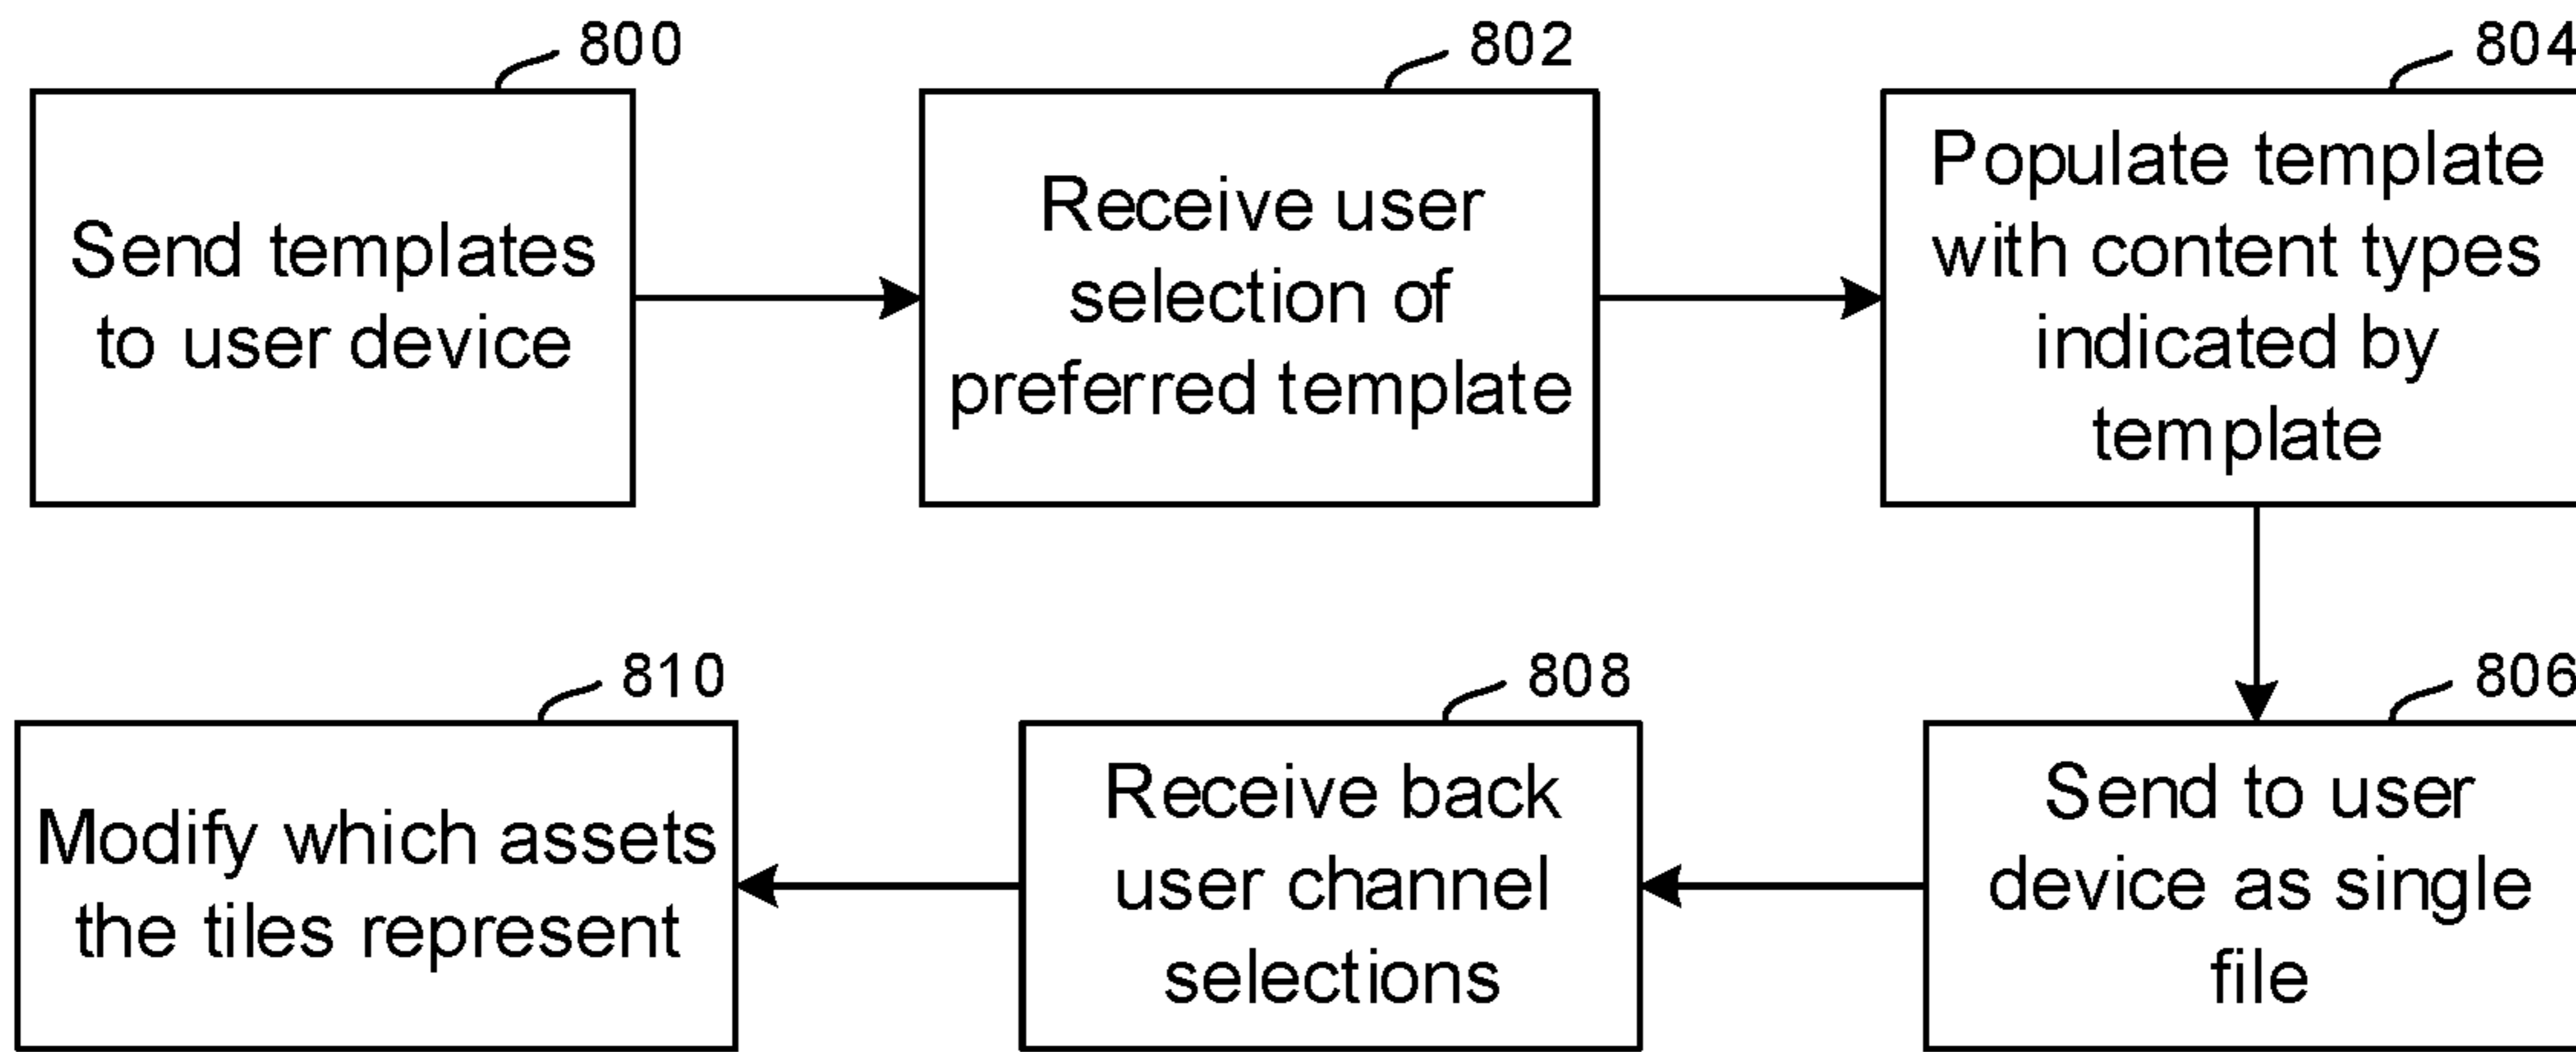 800
Send templates
to user device
802
Receive user
selection of
preferred template
804
Populate template
with content types
indicated by
template
806
Send to user
device as single
file
808
Receive back
user channel
selections
810
Modify which assets
the tiles represent